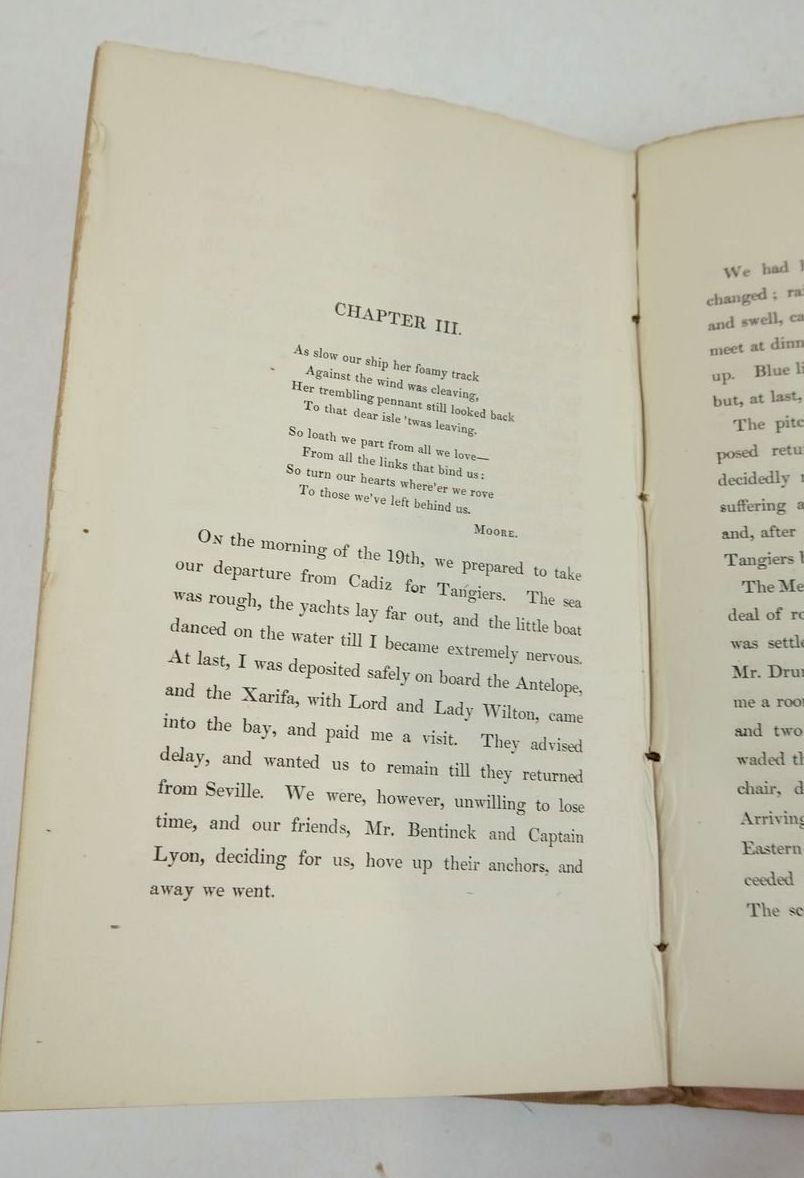 CHAPTER III.
As slow our ship her foamy track
Against the wind was cleaving,
Her trembling pennant still looked back
To that dear isle 'twas leaving.
So loath we part from all we love—
From all the links that bind us:
So turn our hearts where'er we rove
To those we've left behind us.
MOORE.
ON the morning of the 19th, we prepared to take
our departure from Cadiz for Tangiers. The sea
was rough, the yachts lay far out, and the little boat
danced on the water till I became extremely nervous.
At last, I was deposited safely on board the Antelope,
and the Xarifa, with Lord and Lady Wilton, came
into the bay, and paid me a visit. They advised
delay, and wanted us to remain till they returned
from Seville. We were, however, unwilling to lose
time, and our friends, Mr. Bentinck and Captain
Lyon, deciding for us, hove up their anchors, and
away we went.
We had
changed;
and swell,
meet at
up. Blue
but, at last,
The
posed
decidedly
suffering
and, after
Tangiers
The
deal of
was
Mr.
me a
and two
waded
chair,
Arriving
Eastern
ceeded
The